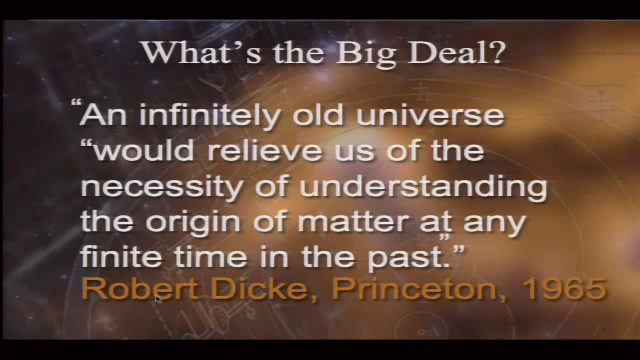 What's the Big Deal?
“An infinitely old universe
“would relieve us of the
necessity of understanding
the origin of matter at any
finite time in the past”.”
Robert Dicke, Princeton, 1965